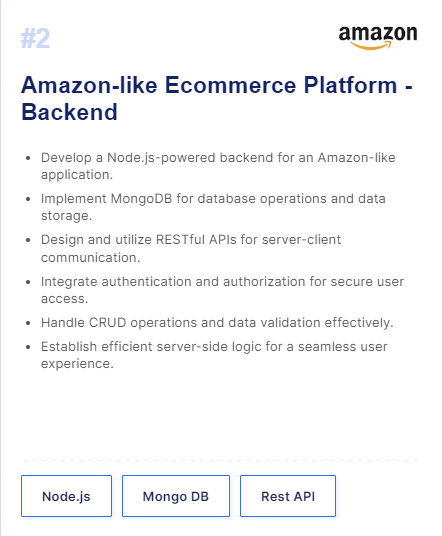 #2
amazon
Amazon-like Ecommerce Platform -
Backend
• Develop a Node.js-powered backend for an Amazon-like
application.
• Implement MongoDB for database operations and data
storage.
• Design and utilize RESTful APIs for server-client
communication.
• Integrate authentication and authorization for secure user
access.
• Handle CRUD operations and data validation effectively.
• Establish efficient server-side logic for a seamless user
experience.
Node.js
Mongo DB
Rest API